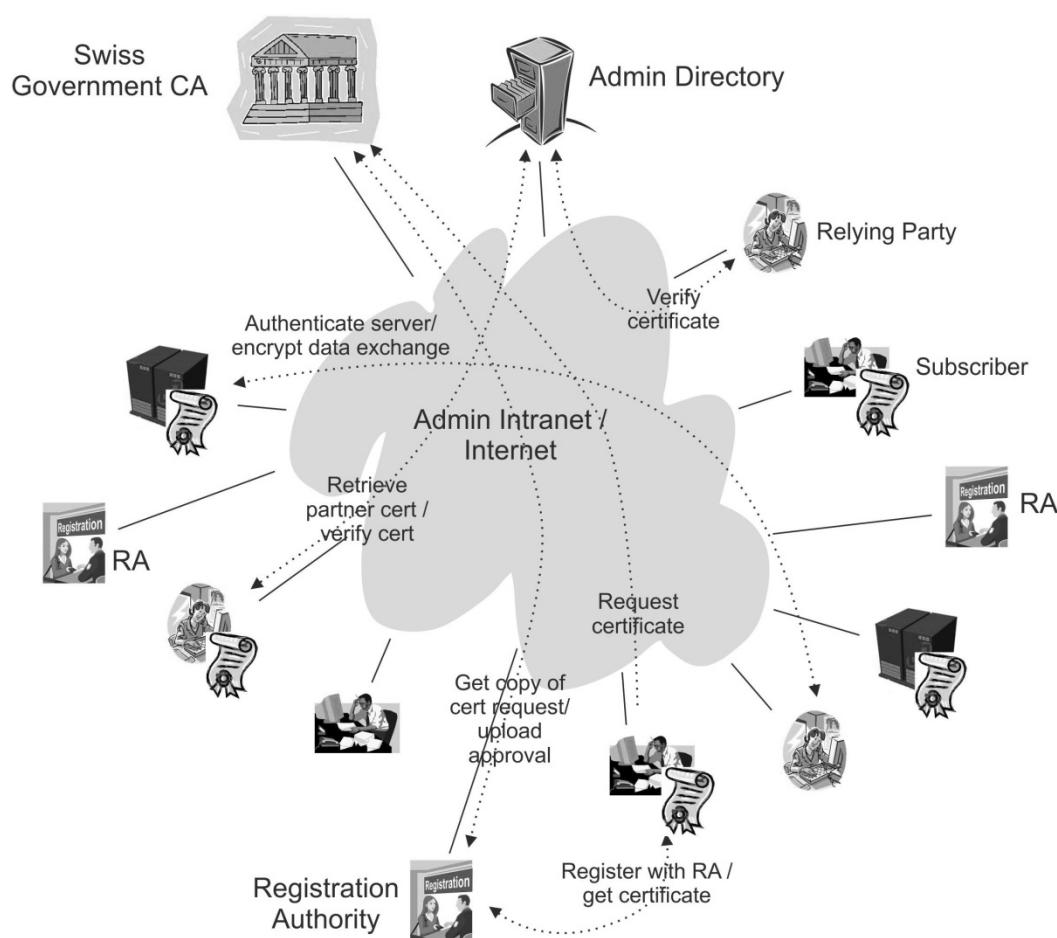 Swiss
Government CA
Admin Directory
Relying Party
Verify
certificate
Authenticate server/
encrypt data exchange
Subscriber
Admin Intranet /
Internet
Retrieve
partner cert /
verify cert
Registration
RA
Registration
RA
Request
certificate
Get copy of
cert request/
upload
approval
Register with RA /
get certificate
Registration
Authority
Registration